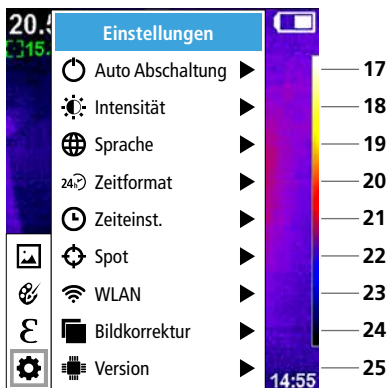 20.
Einstellungen
15.
Auto Abschaltung 17
Intensität 18
Sprache 19
24h Zeitformat 20
Zeiteinst. 21
Spot 22
WLAN 23
ε Bildkorrektur 24
Version 25
14:55